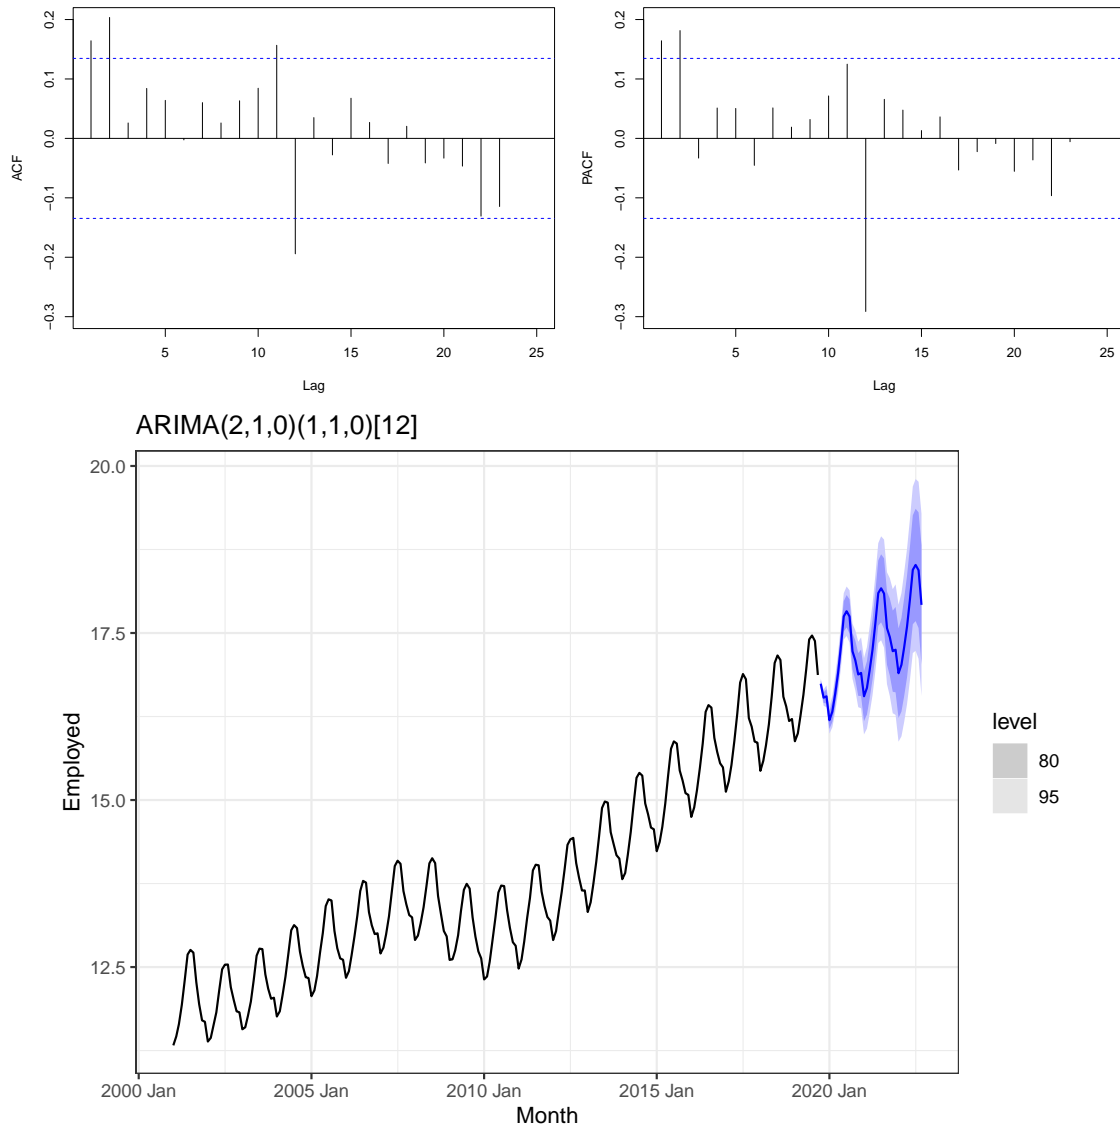 0.2
0.1
0.0
−0.1
−0.2
−0.3
ACF
5 10 15 20 25
Lag
0.2
0.1
0.0
−0.1
−0.2
−0.3
PACF
5 10 15 20 25
Lag
ARIMA(2,1,0)(1,1,0)[12]
20.0
17.5
15.0
12.5
Employed
2000 Jan 2005 Jan 2010 Jan 2015 Jan 2020 Jan
Month
level
80
95